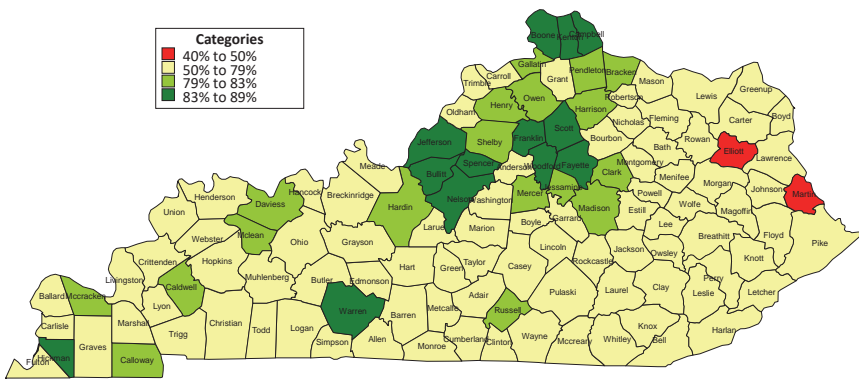 Categories
40% to 50%
50% to 79%
79% to 83%
83% to 89%
Boone
Kenton
Campbell
Gallatin
Pendleton
Bracken
Carroll
Grant
Mason
Trimble
Owen
Robertson
Lewis
Greenup
Oldham
Henry
Harrison
Nicholas
Fleming
Carter
Boyd
Jefferson
Shelby
Franklin
Scott
Bourbon
Rowan
Elliott
Lawrence
Bath
Meade
Bullitt
Spencer
Anderson
Woodford
Fayette
Clark
Montgomery
Menifee
Morgan
Johnson
Martin
Hancock
Breckinridge
Hardin
Nelson
Washington
Mercer
Jessamine
Madison
Powell
Wolfe
Magoffin
Henderson
Daviess
Union
Larue
Marion
Boyle
Garrard
Estill
Lee
Breathitt
Floyd
Pike
Webster
Mclean
Ohio
Grayson
Lincoln
Jackson
Owsley
Knott
Crittenden
Hopkins
Muhlenberg
Butler
Edmonson
Hart
Green
Taylor
Casey
Rockcastle
Perry
Leslie
Letcher
Livingston
Caldwell
Ballard
Mccracken
Lyon
Warren
Barren
Metcalfe
Adair
Russell
Pulaski
Laurel
Clay
Carlisle
Marshall
Trigg
Christian
Todd
Logan
Simpson
Allen
Monroe
Cumberland
Clinton
Wayne
Mccreary
Whitley
Knox
Bell
Harlan
Hickman
Fulton
Graves
Calloway